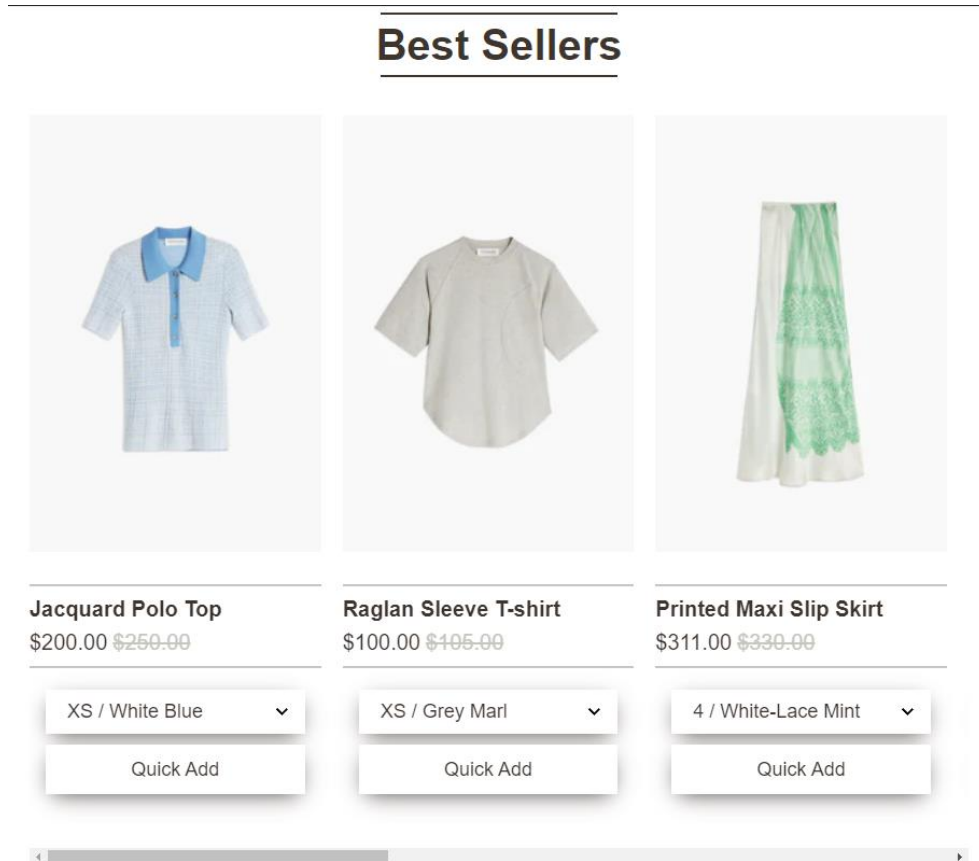 Best Sellers
Jacquard Polo Top
$200.00 $250.00
XS / White Blue
Quick Add
Raglan Sleeve T-shirt
$100.00 $105.00
XS / Grey Marl
Quick Add
Printed Maxi Slip Skirt
$311.00 $330.00
4 / White-Lace Mint
Quick Add